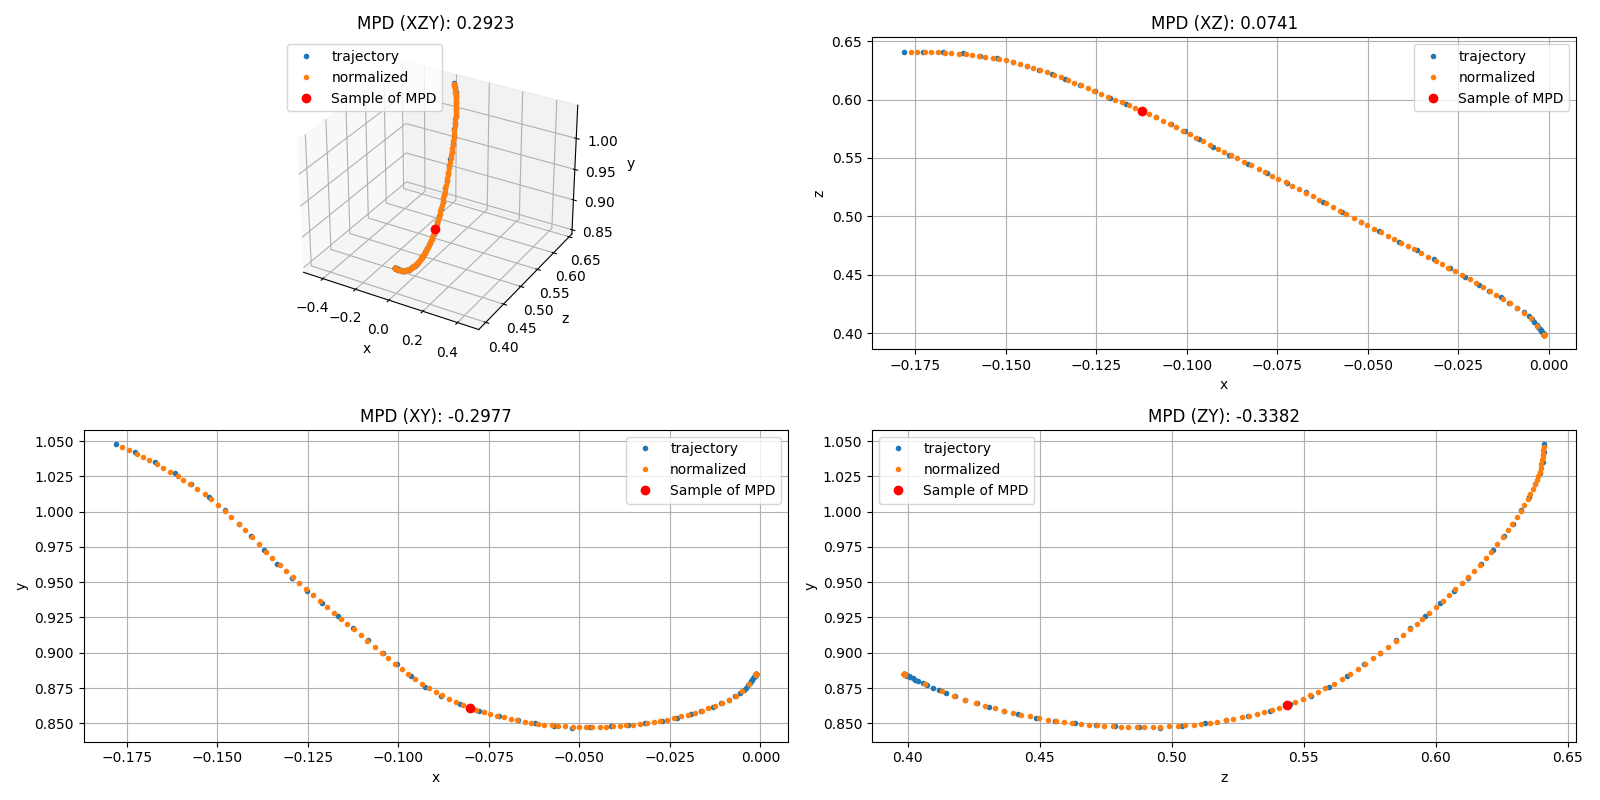 MPD (XZY): 0.2923
trajectory
normalized
Sample of MPD
1.00
0.95
0.90
0.85
y
0.65
0.60
0.55
0.50
0.45
0.40
z
−0.4
−0.2
0.0
0.2
0.4
x
MPD (XZ): 0.0741
trajectory
normalized
Sample of MPD
0.65
0.60
0.55
0.50
0.45
0.40
z
−0.175 −0.150 −0.125 −0.100 −0.075 −0.050 −0.025 0.000
x
MPD (XY): -0.2977
trajectory
normalized
Sample of MPD
1.050
1.025
1.000
0.975
0.950
0.925
0.900
0.875
0.850
y
−0.175 −0.150 −0.125 −0.100 −0.075 −0.050 −0.025 0.000
x
MPD (ZY): -0.3382
trajectory
normalized
Sample of MPD
1.050
1.025
1.000
0.975
0.950
0.925
0.900
0.875
0.850
y
0.40 0.45 0.50 0.55 0.60 0.65
z